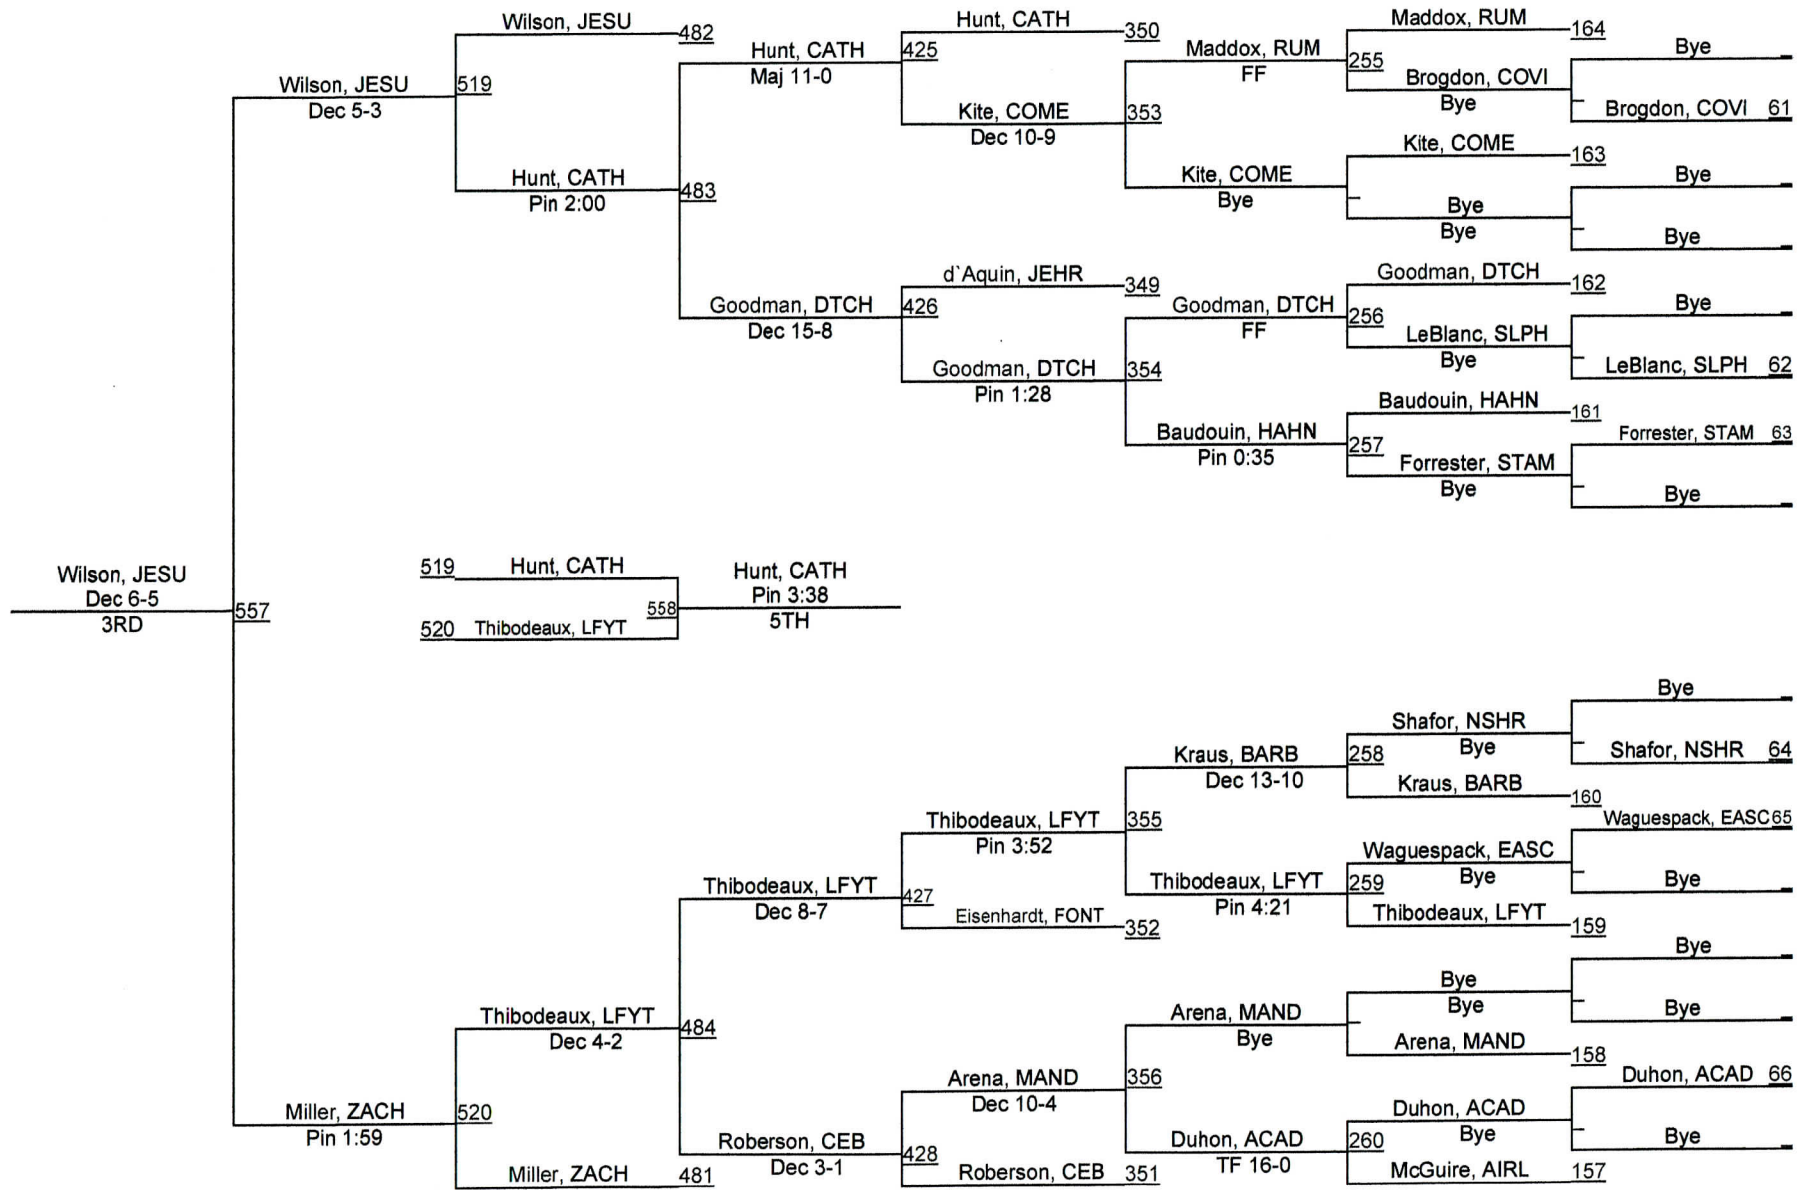 Wilson, JESU
482
519
Wilson, JESU
Dec 5-3
Hunt, CATH
Pin 2:00
483
Hunt, CATH
Maj 11-0
425
Hunt, CATH
350
Kite, COME
Dec 10-9
353
Maddox, RUM
FF
255
Maddox, RUM
164
Brogdon, COVI
Bye
Bye
Brogdon, COVI 61
Kite, COME
Bye
Kite, COME
163
Bye
Bye
Bye
Bye
Goodman, DTCH
Dec 15-8
426
d`Aquin, JEHR
349
Goodman, DTCH
Pin 1:28
354
Goodman, DTCH
FF
256
Goodman, DTCH
162
LeBlanc, SLPH
Bye
Bye
LeBlanc, SLPH 62
Baudouin, HAHN
Pin 0:35
257
Baudouin, HAHN
161
Forrester, STAM
Bye
Forrester, STAM 63
Bye
Wilson, JESU
Dec 6-5
3RD
557
519 Hunt, CATH
520 Thibodeaux, LFYT
558
Hunt, CATH
Pin 3:38
5TH
Miller, ZACH
Pin 1:59
520
Thibodeaux, LFYT
Dec 4-2
484
Miller, ZACH
481
Thibodeaux, LFYT
Dec 8-7
427
Thibodeaux, LFYT
Pin 3:52
355
Eisenhardt, FONT
352
Kraus, BARB
Dec 13-10
258
Shafor, NSHR
Bye
Bye
Shafor, NSHR 64
Kraus, BARB
160
Thibodeaux, LFYT
Pin 4:21
259
Waguespack, EASC
Bye
Waguespack, EASC 65
Bye
Thibodeaux, LFYT
159
Roberson, CEB
Dec 3-1
428
Arena, MAND
Dec 10-4
356
Roberson, CEB
351
Arena, MAND
Bye
Bye
Bye
Bye
Bye
Arena, MAND
158
Duhon, ACAD
TF 16-0
260
Duhon, ACAD
Bye
Duhon, ACAD 66
Bye
McGuire, AIRL
157